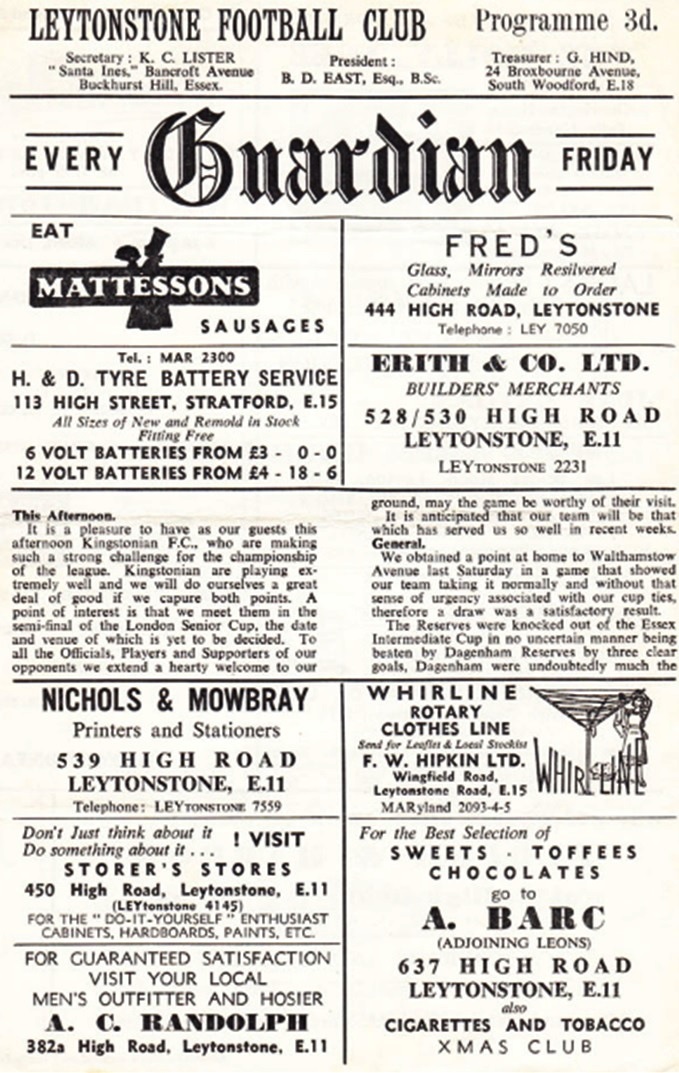 LEYTONSTONE FOOTBALL CLUB
Programme 3d.
Secretary : K. C. LISTER
"Santa Ines," Bancroft Avenue
Buckhurst Hill, Essex.
President :
B. D. EAST, Esq., B.Sc.
Treasurer : G. HIND,
24 Broxbourne Avenue,
South Woodford, E.18
EVERY Guardian FRIDAY
EAT
MATTESSONS
SAUSAGES
FRED'S
Glass, Mirrors Resilvered
Cabinets Made to Order
444 HIGH ROAD, LEYTONSTONE
Telephone : LEY 7050
Tel. : MAR 2300
H. & D. TYRE BATTERY SERVICE
113 HIGH STREET, STRATFORD, E.15
All Sizes of New and Remold in Stock
Fitting Free
6 VOLT BATTERIES FROM £3 - 0 - 0
12 VOLT BATTERIES FROM £4 - 18 - 6
ERITH & CO. LTD.
BUILDERS' MERCHANTS
528/530 HIGH ROAD
LEYTONSTONE, E.11
LEYTONSTONE 2231
This Afternoon.
It is a pleasure to have as our guests this
afternoon Kingstonian F.C., who are making
such a strong challenge for the championship
of the league. Kingstonian are playing ex-
tremely well and we will do ourselves a great
deal of good if we capure both points. A
point of interest is that we meet them in the
semi-final of the London Senior Cup, the date
and venue of which is yet to be decided. To
all the Officials, Players and Supporters of our
opponents we extend a hearty welcome to our
ground, may the game be worthy of their visit.
It is anticipated that our team will be that
which has served us so well in recent weeks.
General.
We obtained a point at home to Walthamstow
Avenue last Saturday in a game that showed
our team taking it normally and without that
sense of urgency associated with our cup ties,
therefore a draw was a satisfactory result.
The Reserves were knocked out of the Essex
Intermediate Cup in no uncertain manner being
beaten by Dagenham Reserves by three clear
goals, Dagenham were undoubtedly much the
NICHOLS & MOWBRAY
Printers and Stationers
539 HIGH ROAD
LEYTONSTONE, E.11
Telephone: LEYTONSTONE 7559
WHIRLINE
ROTARY
CLOTHES LINE
Send for Leaflet & Local Stockist
F. W. HIPKIN LTD.
Wingfield Road,
Leytonstone Road, E.15
MARyland 2093-4-5
WHIRLINE
Don't Just think about it
Do something about it . . . ! VISIT
STORER'S STORES
450 High Road, Leytonstone, E.11
(LEYtonstone 4145)
FOR THE "DO-IT-YOURSELF" ENTHUSIAST
CABINETS, HARDBOARDS, PAINTS, ETC.
For the Best Selection of
SWEETS · TOFFEES
CHOCOLATES
go to
A. BARC
(ADJOINING LEONS)
637 HIGH ROAD
LEYTONSTONE, E.11
also
CIGARETTES AND TOBACCO
XMAS CLUB
FOR GUARANTEED SATISFACTION
VISIT YOUR LOCAL
MEN'S OUTFITTER AND HOSIER
A. C. RANDOLPH
382a High Road, Leytonstone, E.11